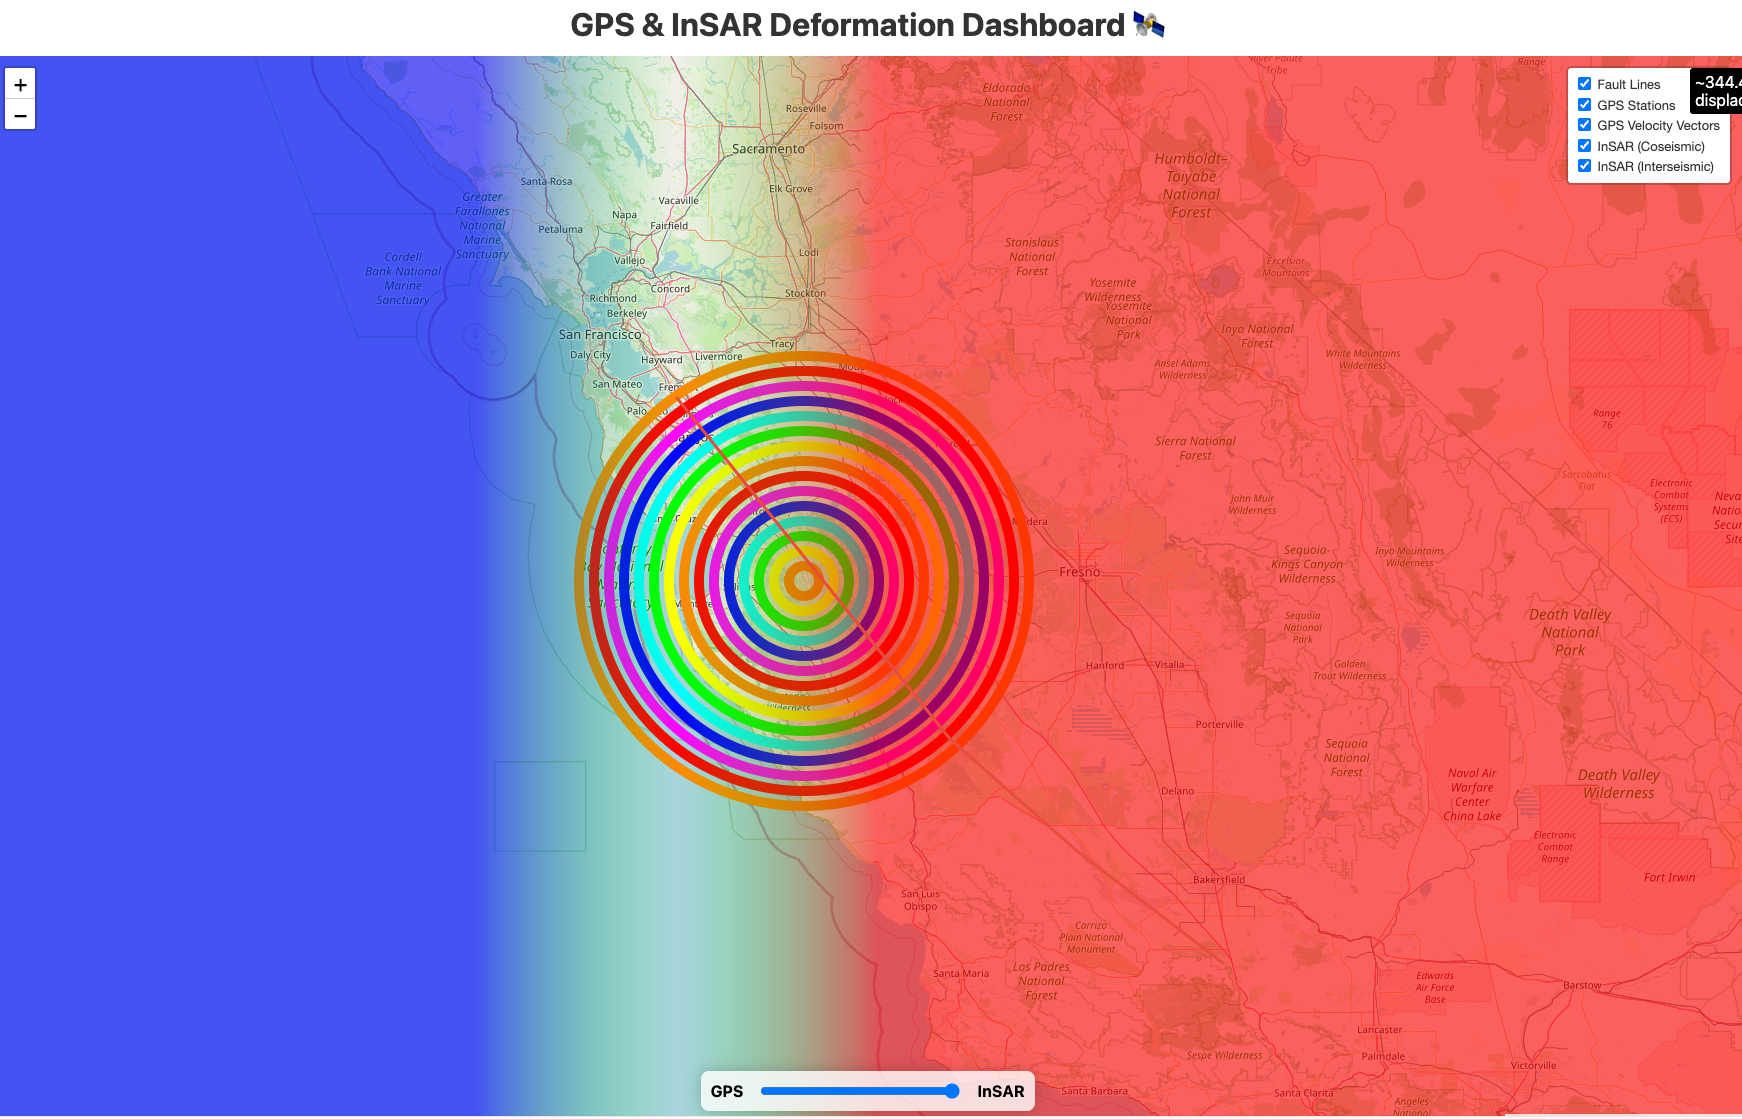 GPS & InSAR Deformation Dashboard
+
−
Fault Lines
GPS Stations
GPS Velocity Vectors
InSAR (Coseismic)
InSAR (Interseismic)
~344.4
displac
River Paiute
Tribe
Range
Eldorado
National
Forest
Roseville
Folsom
Sacramento
Elk Grove
Humboldt–
Toiyabe
National
Forest
Santa Rosa
Greater
Farallones
National
Marine
Sanctuary
Napa
Vacaville
Fairfield
Petaluma
Vallejo
Lodi
Cordell
Bank National
Marine
Sanctuary
Stanislaus
National
Forest
Excelsior
Mountains
Concord
Richmond
Berkeley
Stockton
Yosemite
Wilderness
Yosemite
National
Park
San Francisco
Daly City
Hayward
Livermore
Tracy
Inyo National
Forest
White Mountains
Wilderness
Ansel Adams
Wilderness
San Mateo
Range
76
Sierra National
Forest
Sarcobatus
Flat
Electronic
Combat
Systems
(ECS)
Neva
Natio
Secur
Site
John Muir
Wilderness
Madera
Fresno
Sequoia-
Kings Canyon
Wilderness
Inyo Mountains
Wilderness
Sequoia
National
Park
Death Valley
National
Park
Hanford
Visalia
Golden
Trout Wilderness
Wilderness
Porterville
Sequoia
National
Forest
Naval Air
Warfare
Center
China Lake
Death Valley
Wilderness
Delano
Electronic
Combat
Range
Fort Irwin
Bakersfield
San Luis
Obispo
Carrizo
Plain National
Monument
Santa Maria
Los Padres
National
Forest
Edwards
Air Force
Base
Barstow
Lancaster
Sespe Wilderness
Palmdale
Victorville
Santa Barbara
Santa Clarita
Angeles
National
GPS
InSAR